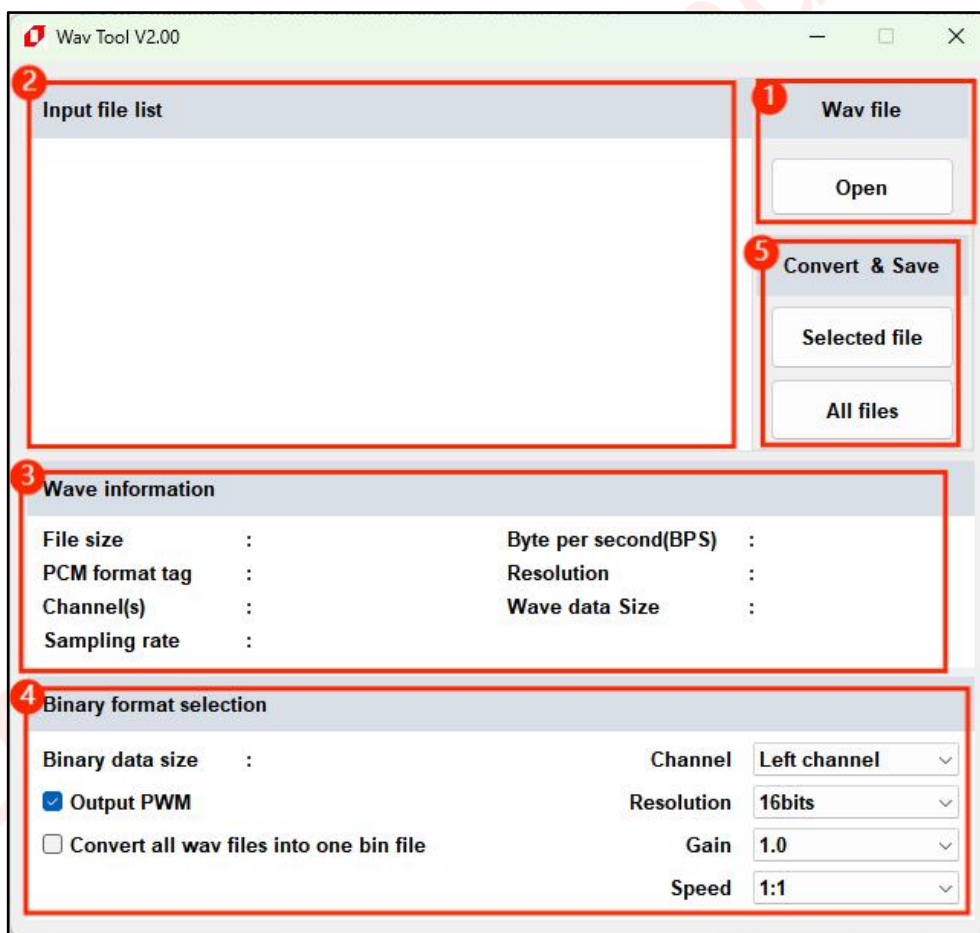 Wav Tool V2.00
2
Input file list
1
Wav file
Open
5
Convert & Save
Selected file
All files
3
Wave information
File size :
Byte per second(BPS) :
PCM format tag :
Resolution :
Channel(s) :
Wave data Size :
Sampling rate :
4
Binary format selection
Binary data size :
Channel Left channel
Output PWM
Resolution 16bits
Convert all wav files into one bin file
Gain 1.0
Speed 1:1